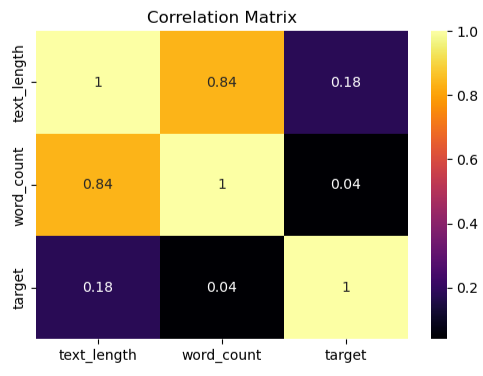 Correlation Matrix
text_length
1
0.84
0.18
word_count
0.84
1
0.04
target
0.18
0.04
1
text_length
word_count
target
1.0
0.8
0.6
0.4
0.2